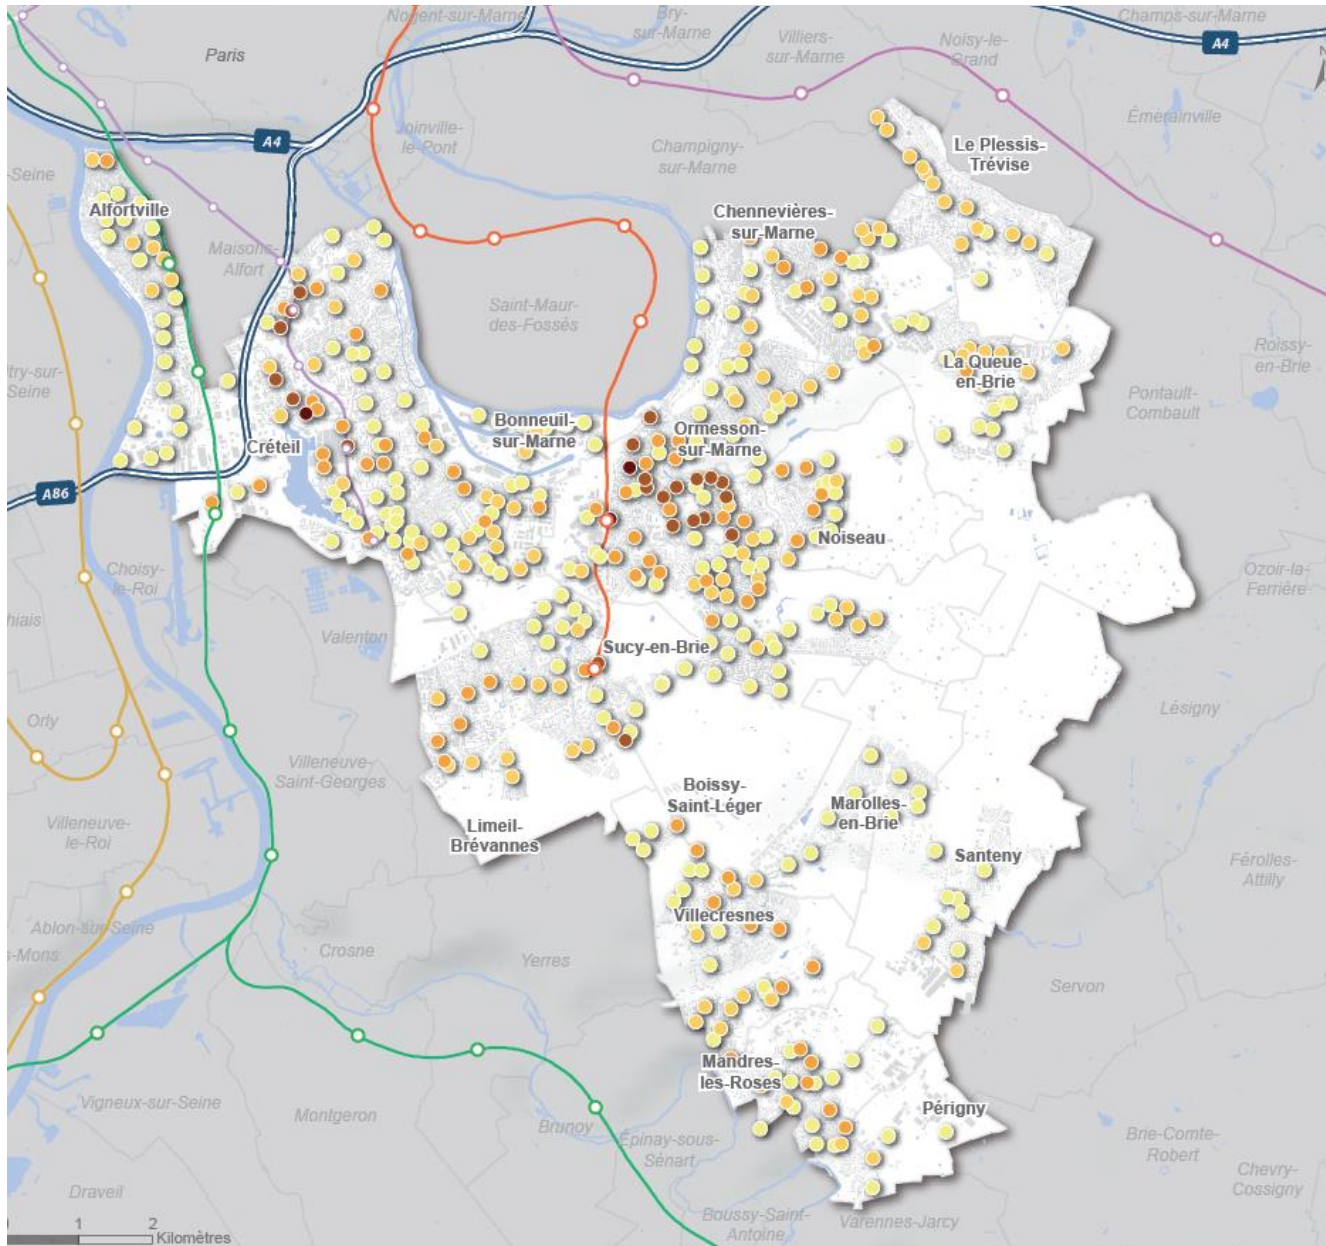 Nogent-sur-Marne
Bry-
sur-Marne
Champs-sur-Marne
A4
Villiers-
sur-Marne
Noisy-le-
Grand
Paris
N
Émerainville
A4
Joinville-
le-Pont
Champigny-
sur-Marne
Le Plessis-
Trévise
-Seine
Alfortville
Chennevières-
sur-Marne
Maisons-
Alfort
Saint-Maur-
des-Fossés
Roissy-
en-Brie
try-sur-
Seine
La Queue-
en-Brie
Pontault-
Combault
Bonneuil-
sur-Marne
Ormesson-
sur-Marne
Créteil
A86
Noiseau
Choisy-
le-Roi
Ozoir-la-
Ferrière
hiais
Valenton
Sucy-en-Brie
Lésigny
Orly
Villeneuve-
Saint-Georges
Boissy-
Saint-Léger
Marolles-
en-Brie
Villeneuve-
le-Roi
Limeil-
Brévannes
Santeny
Férolles-
Attilly
Villecresnes
Ablon-sur-Seine
-Mons
Crosne
Yerres
Servon
Mandres-
les-Roses
Vigneux-sur-Seine
Montgeron
Périgny
Brunoy
Épinay-sous-
Sénart
Brie-Comte-
Robert
Chevry-
Cossigny
Draveil
Boussy-Saint-
Antoine
Varennes-Jarcy
1 2
Kilomètres